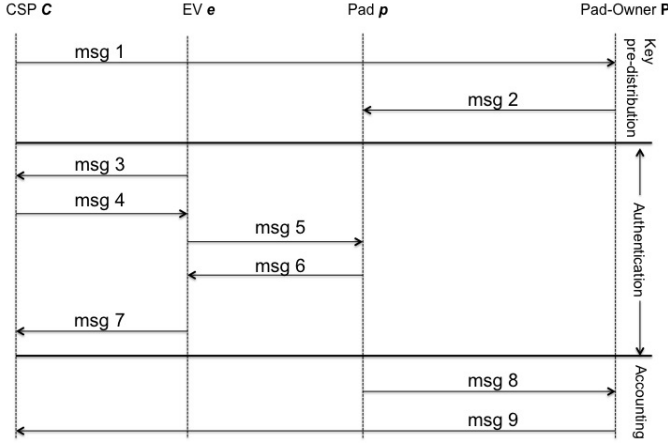 CSP C
EV e
Pad p
Pad-Owner P
msg 1
Key
pre-distribution
msg 2
msg 3
msg 4
msg 5
Authentication
msg 6
msg 7
msg 8
Accounting
msg 9